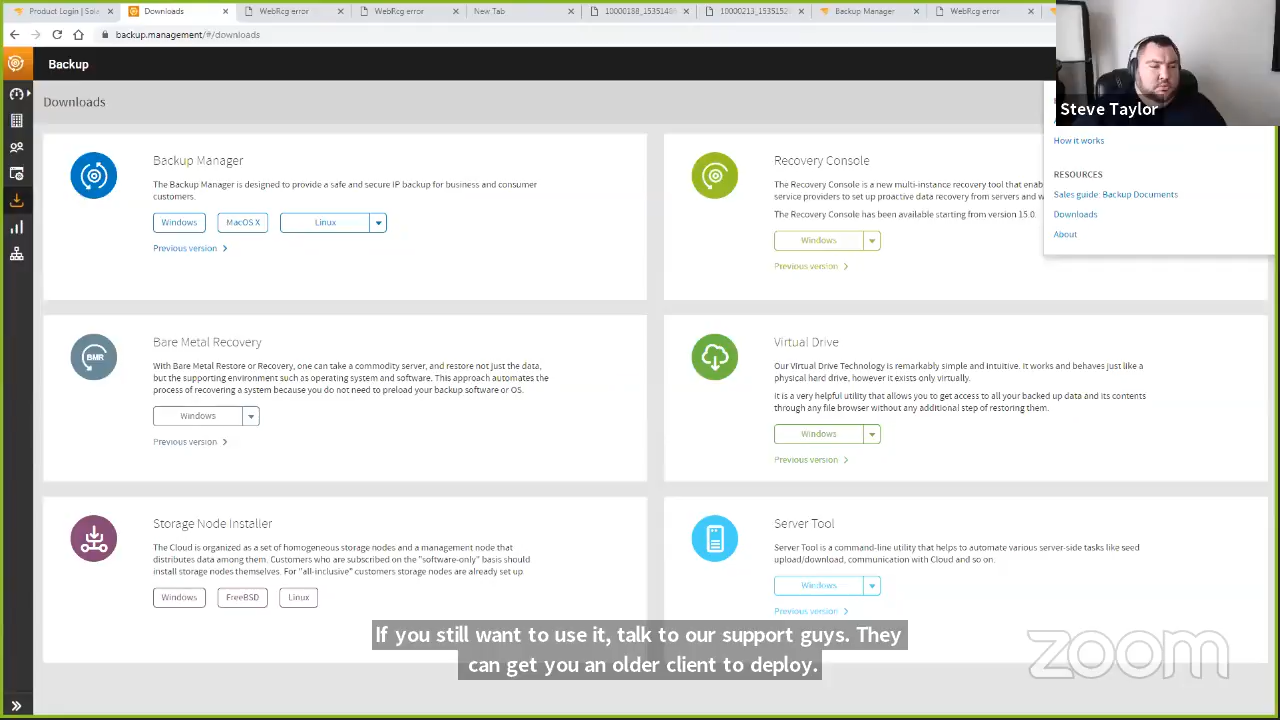 Product Login | Sola
Downloads
WebRcg error
WebRcg error
New Tab
Backup Manager
WebRcg error
backup.management/#/downloads
Backup
Steve Taylor
Downloads
How it works
RESOURCES
Sales guide: Backup Documents
Downloads
About
Backup Manager
The Backup Manager is designed to provide a safe and secure IP backup for business and consumer
customers.
Windows
MacOS X
Linux
Previous version
Recovery Console
The Recovery Console is a new multi-instance recovery tool that
service providers to set up proactive data recovery from servers and
The Recovery Console has been available starting from version 15.0.
Windows
Previous version
Bare Metal Recovery
BMR
With Bare Metal Restore or Recovery, one can take a commodity server, and restore not just the data,
but the supporting environment such as operating system and software. This approach automates the
process of recovering a system because you do not need to preload your backup software or OS.
Windows
Previous version
Virtual Drive
Our Virtual Drive Technology is remarkably simple and intuitive. It works and behaves just like a
physical hard drive, however it exists only virtually.
It is a very helpful utility that allows you to get access to all your backed up data and its contents
through any file browser without any additional step of restoring them.
Windows
Previous version
Storage Node Installer
The Cloud is organized as a set of homogeneous storage nodes and a management node that
distributes data among them. Customers who are subscribed on the "software-only" basis should
install storage nodes themselves. For "all-inclusive" customers storage nodes are already set up.
Windows
FreeBSD
Linux
Server Tool
Server Tool is a command-line utility that helps to automate various server-side tasks like seed
upload/download, communication with Cloud and so on.
Windows
Previous version
If you still want to use it, talk to our support guys. They
can get you an older client to deploy.
zoom